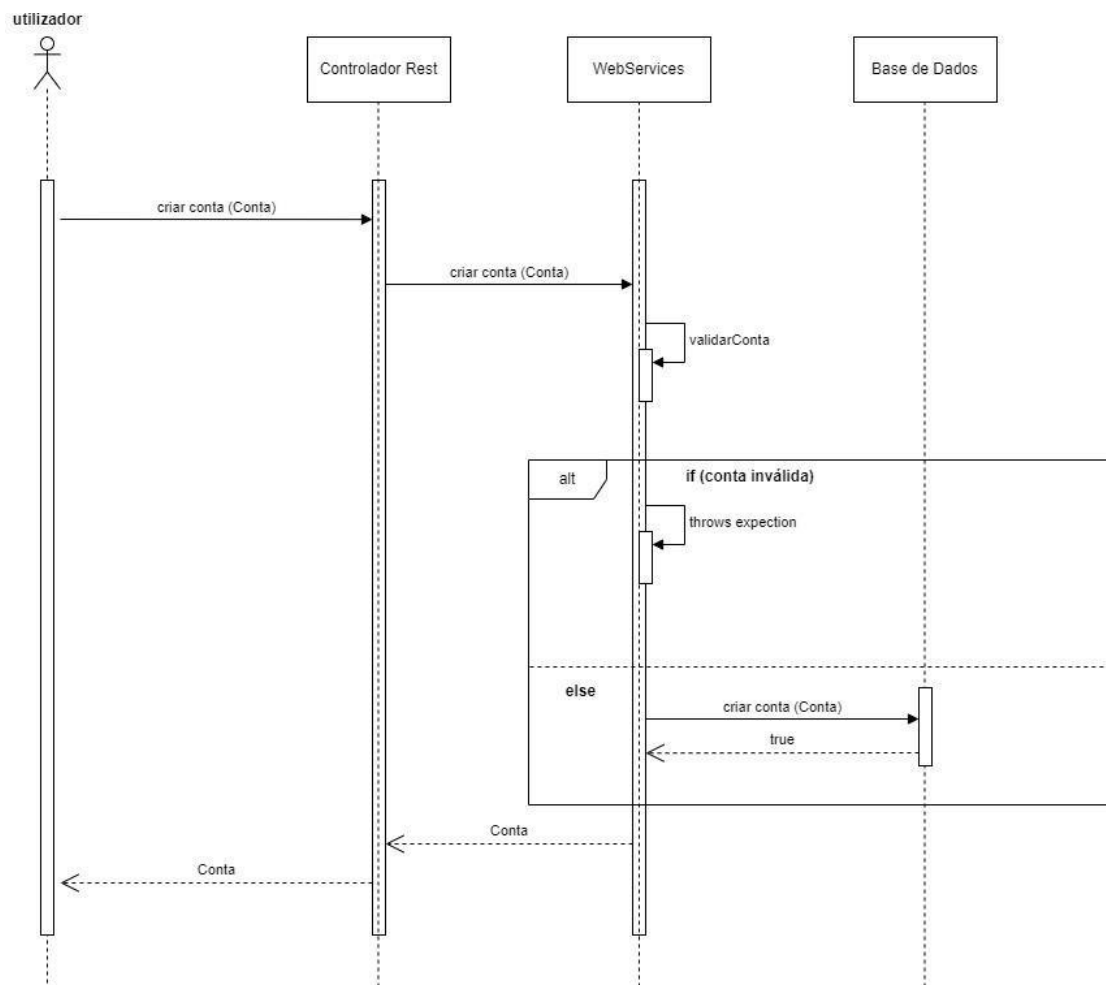 utilizador
Controlador Rest
WebServices
Base de Dados
criar conta (Conta)
criar conta (Conta)
validarConta
alt
if (conta inválida)
throws expection
else
criar conta (Conta)
true
Conta
Conta